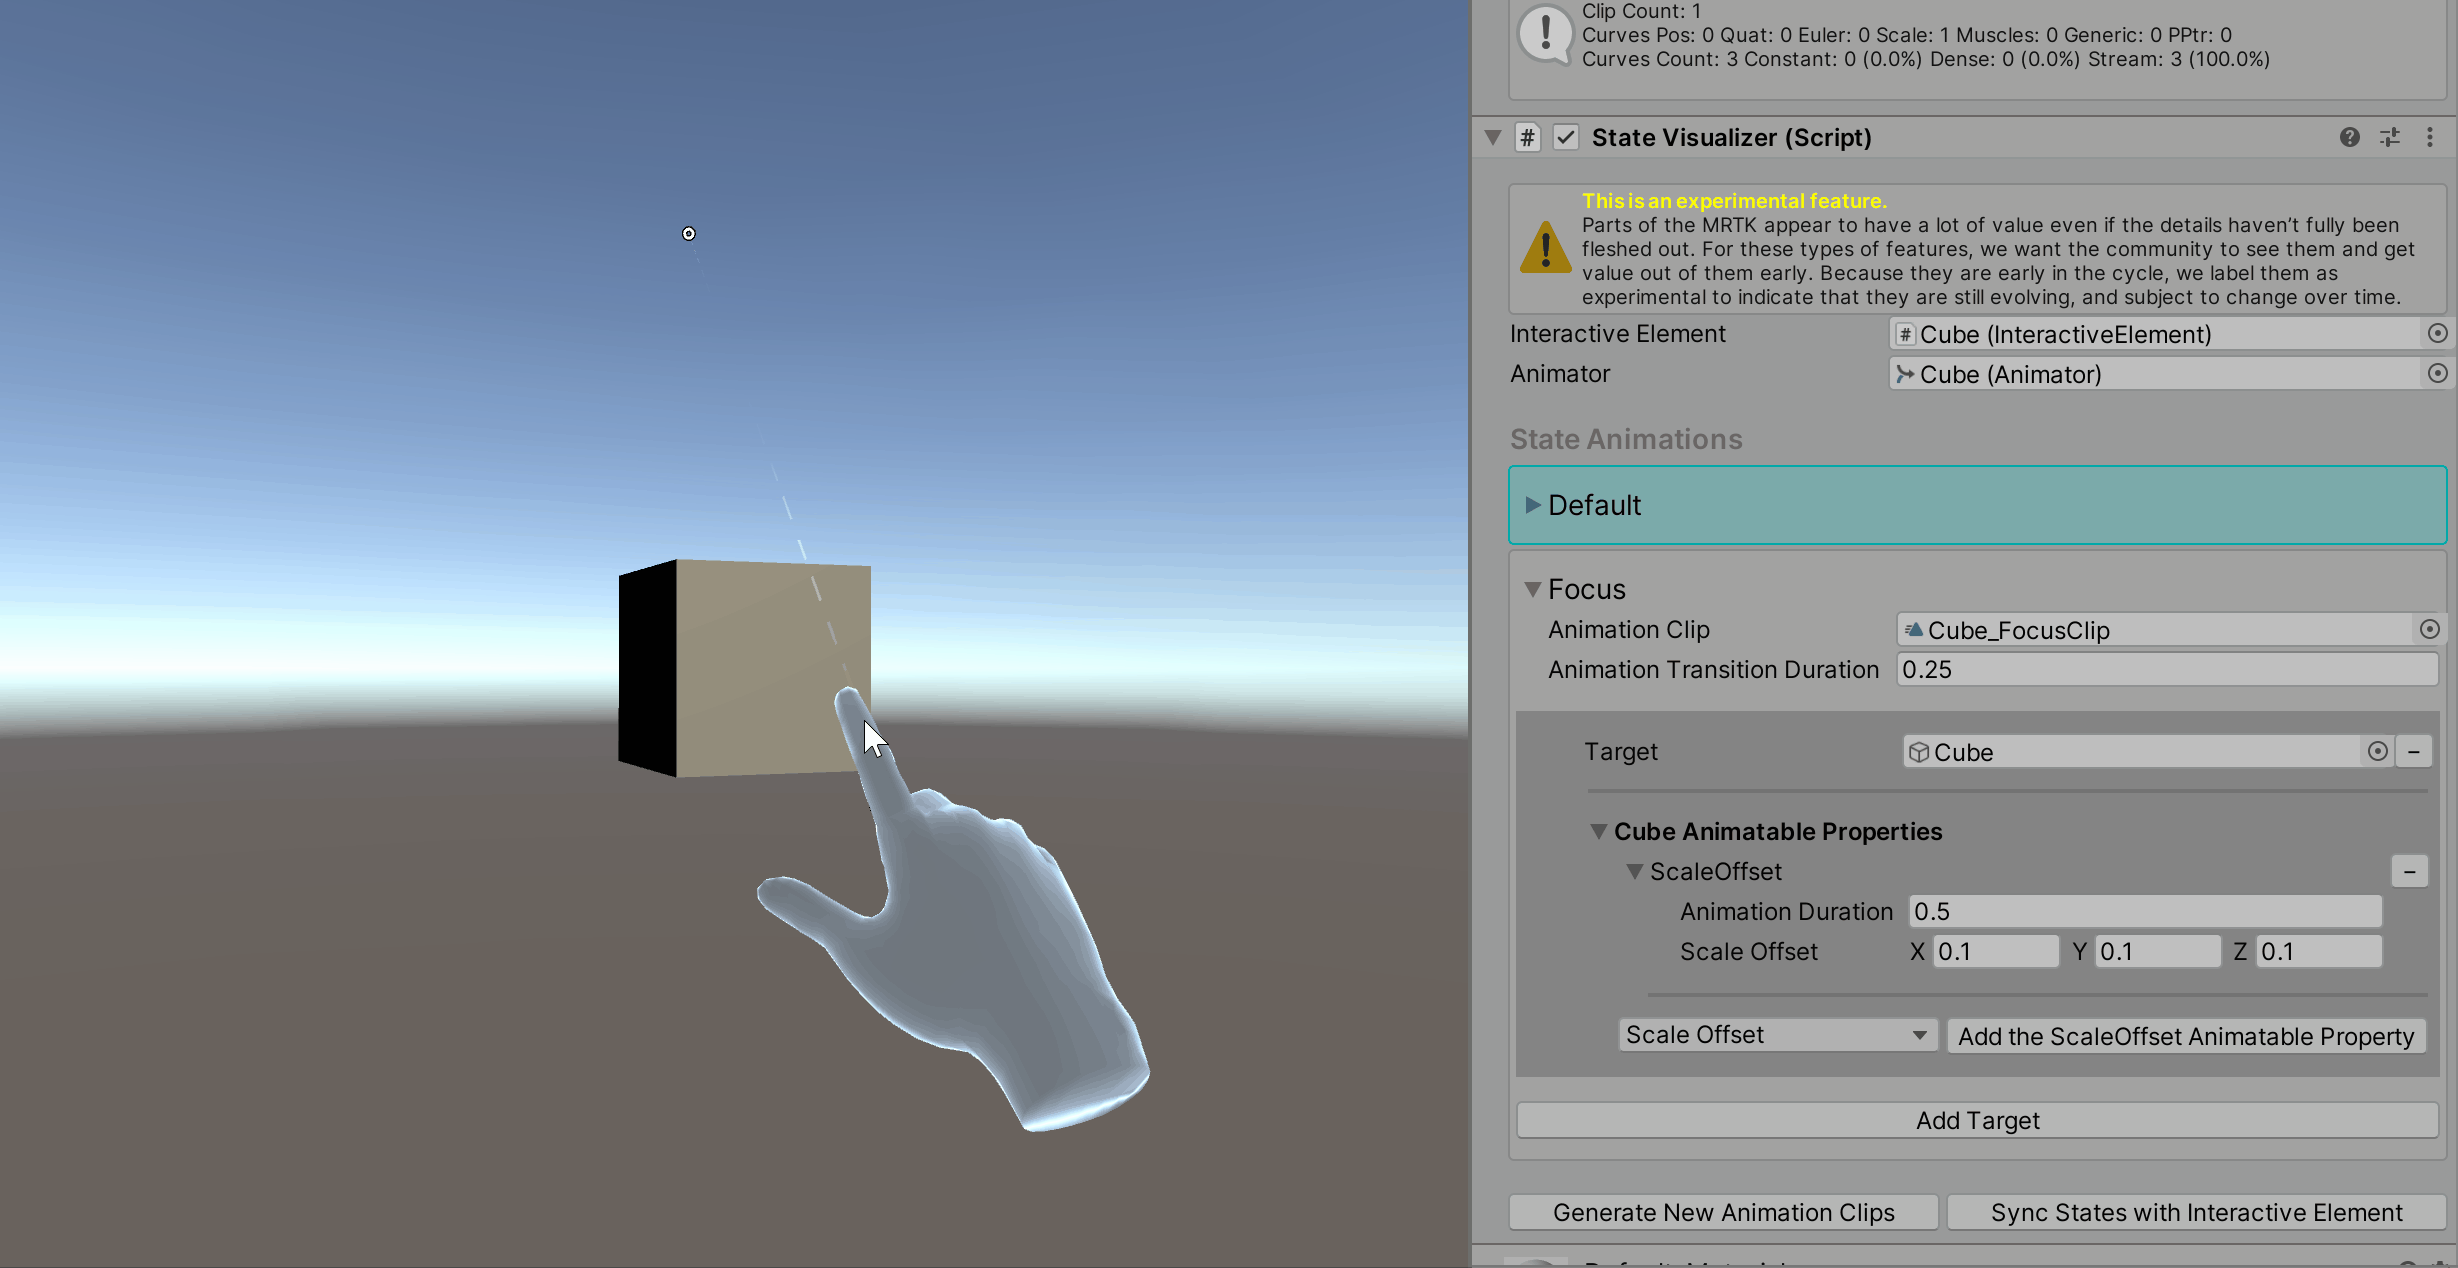 Clip Count: 1
Curves Pos: 0 Quat: 0 Euler: 0 Scale: 1 Muscles: 0 Generic: 0 PPtr: 0
Curves Count: 3 Constant: 0 (0.0%) Dense: 0 (0.0%) Stream: 3 (100.0%)
State Visualizer (Script)
This is an experimental feature.
Parts of the MRTK appear to have a lot of value even if the details haven’t fully been
fleshed out. For these types of features, we want the community to see them and get
value out of them early. Because they are early in the cycle, we label them as
experimental to indicate that they are still evolving, and subject to change over time.
Interactive Element Cube (InteractiveElement)
Animator Cube (Animator)
State Animations
Default
Focus
Animation Clip Cube_FocusClip
Animation Transition Duration 0.25
Target Cube
Cube Animatable Properties
ScaleOffset
Animation Duration 0.5
Scale Offset X 0.1 Y 0.1 Z 0.1
Scale Offset Add the ScaleOffset Animatable Property
Add Target
Generate New Animation Clips Sync States with Interactive Element